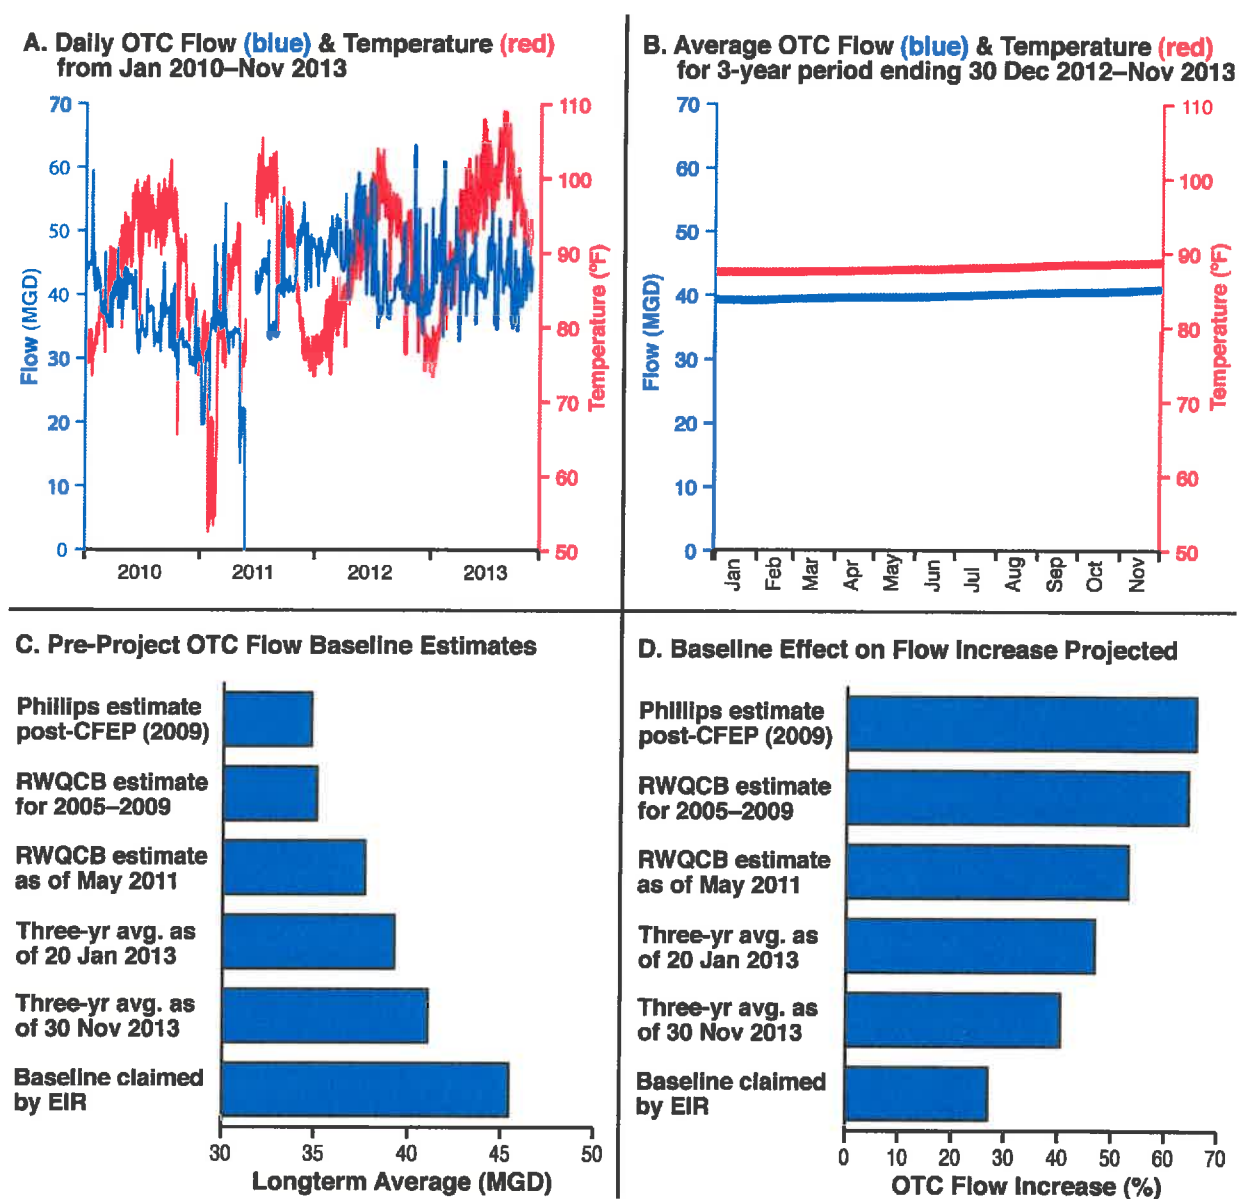 A. Daily OTC Flow (blue) & Temperature (red)
from Jan 2010–Nov 2013
70
60
50
40
30
20
10
0
Flow (MGD)
110
100
90
80
70
60
50
Temperature (°F)
2010
2011
2012
2013
B. Average OTC Flow (blue) & Temperature (red)
for 3-year period ending 30 Dec 2012–Nov 2013
70
60
50
40
30
20
10
0
Flow (MGD)
110
100
90
80
70
60
50
Temperature (°F)
Jan
Feb
Mar
Apr
May
Jun
Jul
Aug
Sep
Oct
Nov
C. Pre-Project OTC Flow Baseline Estimates
Phillips estimate
post-CFEP (2009)
RWQCB estimate
for 2005–2009
RWQCB estimate
as of May 2011
Three-yr avg. as
of 20 Jan 2013
Three-yr avg. as
of 30 Nov 2013
Baseline claimed
by EIR
30
35
40
45
50
Longterm Average (MGD)
D. Baseline Effect on Flow Increase Projected
Phillips estimate
post-CFEP (2009)
RWQCB estimate
for 2005–2009
RWQCB estimate
as of May 2011
Three-yr avg. as
of 20 Jan 2013
Three-yr avg. as
of 30 Nov 2013
Baseline claimed
by EIR
0
10
20
30
40
50
60
70
OTC Flow Increase (%)